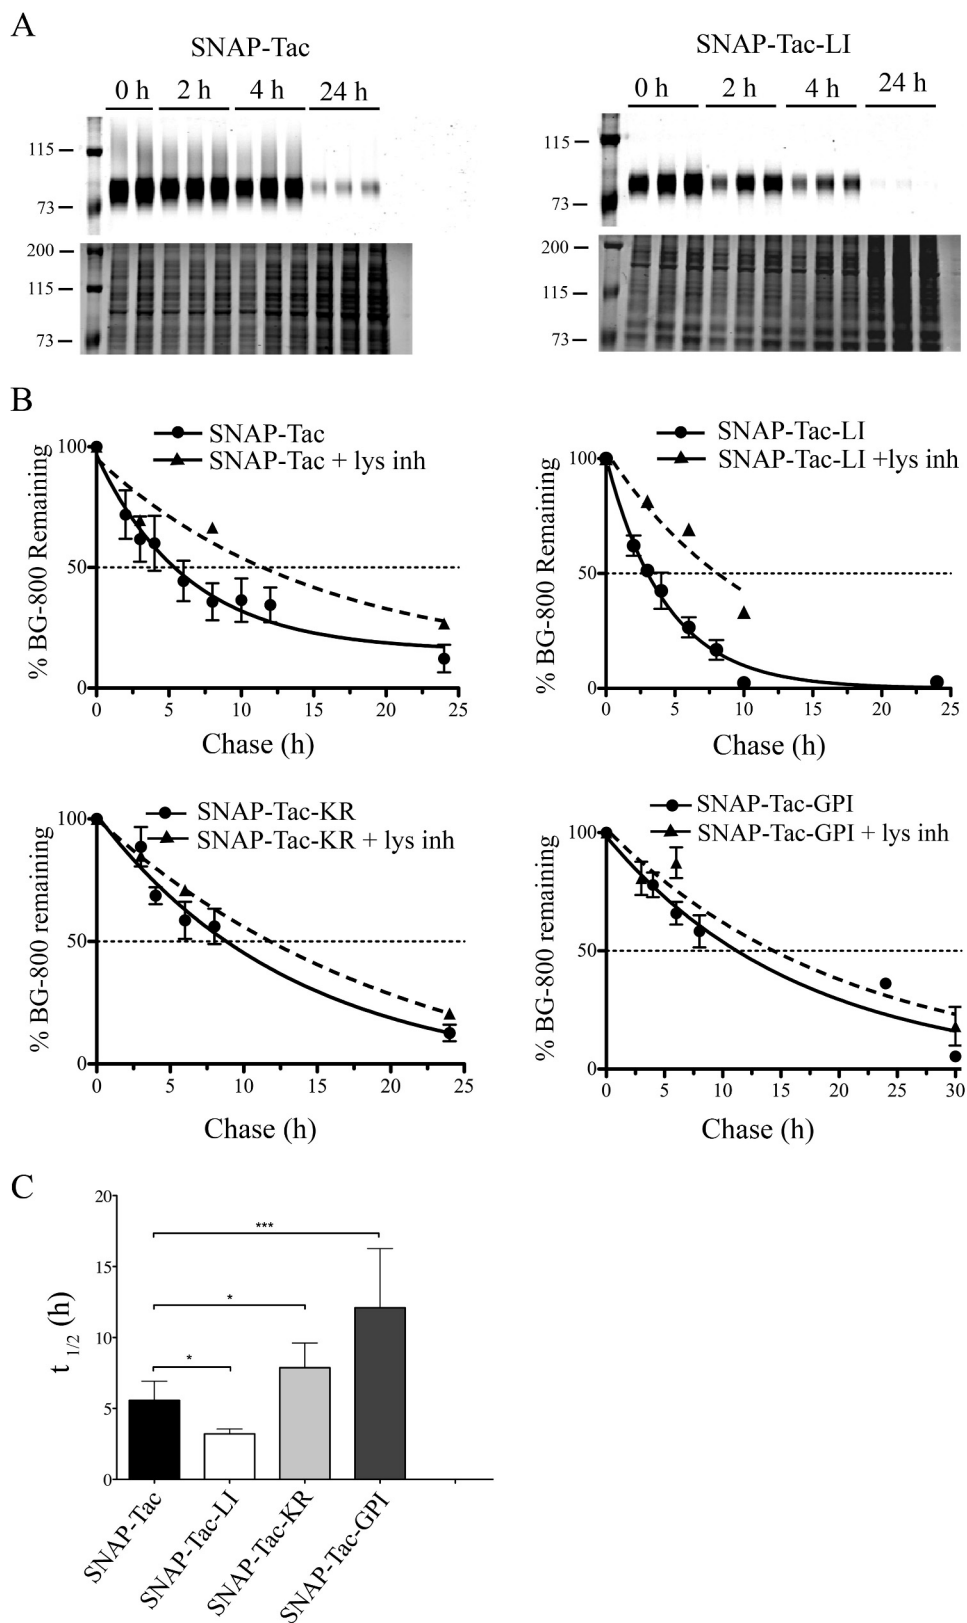 A
SNAP-Tac
0 h 2 h 4 h 24 h
115
73
200
115
73
SNAP-Tac-LI
0 h 2 h 4 h 24 h
115
73
200
115
73
B
SNAP-Tac
SNAP-Tac + lys inh
% BG-800 Remaining
100
50
0
0 5 10 15 20 25
Chase (h)
SNAP-Tac-LI
SNAP-Tac-LI +lys inh
% BG-800 Remaining
100
50
0
0 5 10 15 20 25
Chase (h)
SNAP-Tac-KR
SNAP-Tac-KR + lys inh
% BG-800 remaining
100
50
0
0 5 10 15 20 25
Chase (h)
SNAP-Tac-GPI
SNAP-Tac-GPI + lys inh
% BG-800 remaining
100
50
0
0 5 10 15 20 25 30
Chase (h)
C
t 1/2 (h)
20
15
10
5
0
***
*
*
SNAP-Tac
SNAP-Tac-LI
SNAP-Tac-KR
SNAP-Tac-GPI